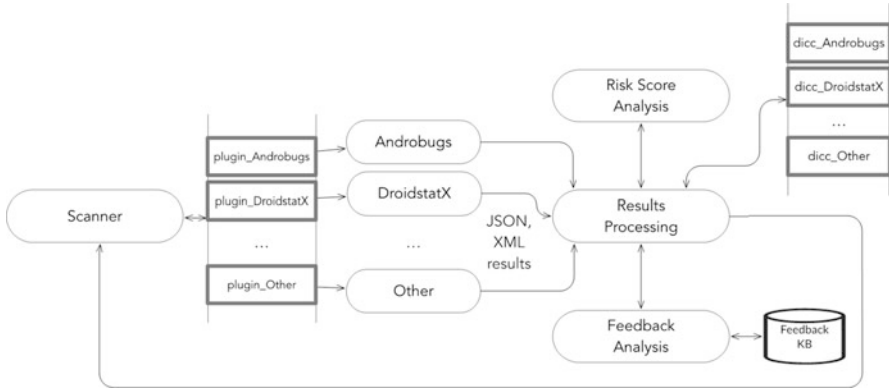 Scanner
plugin_Androbugs
plugin_DroidstatX
...
plugin_Other
Androbugs
DroidstatX
...
Other
JSON,
XML
results
Risk Score
Analysis
Results
Processing
Feedback
Analysis
Feedback
KB
dicc_Androbugs
dicc_DroidstatX
...
dicc_Other